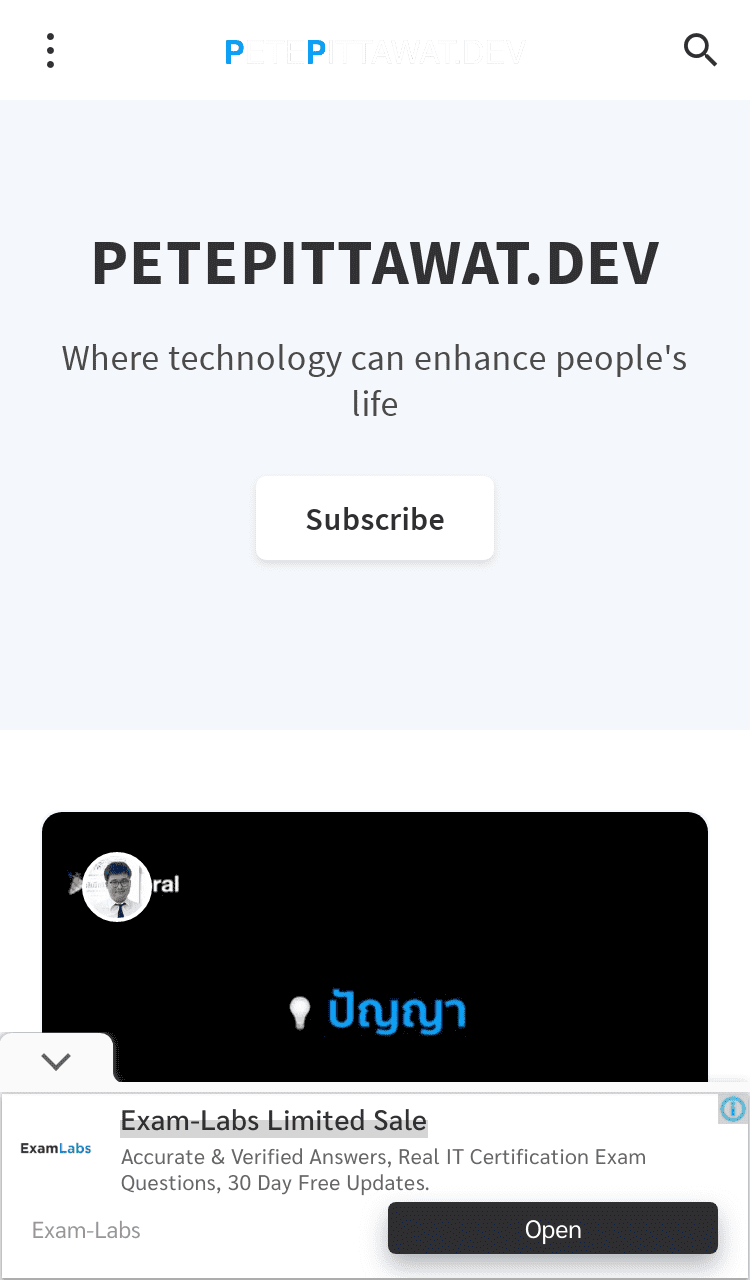 PETEPITTAWAT.DEV
PETEPITTAWAT.DEV
Where technology can enhance people's
life
Subscribe
ral
ปัญญา
Exam-Labs Limited Sale
ExamLabs
Accurate & Verified Answers, Real IT Certification Exam
Questions, 30 Day Free Updates.
Exam-Labs
Open